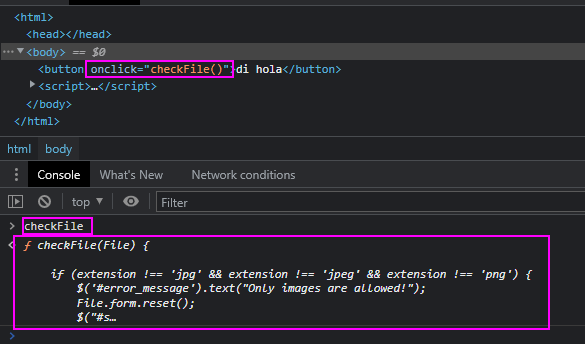 <html>
<head></head>
<body> == $0
<button onclick="checkFile()">di hola</button>
<script>…</script>
</body>
</html>
html body
Console What's New Network conditions
top Filter
checkFile
ƒ checkFile(File) {
if (extension !== 'jpg' && extension !== 'jpeg' && extension !== 'png') {
$('#error_message').text("Only images are allowed!");
File.form.reset();
$("#s…